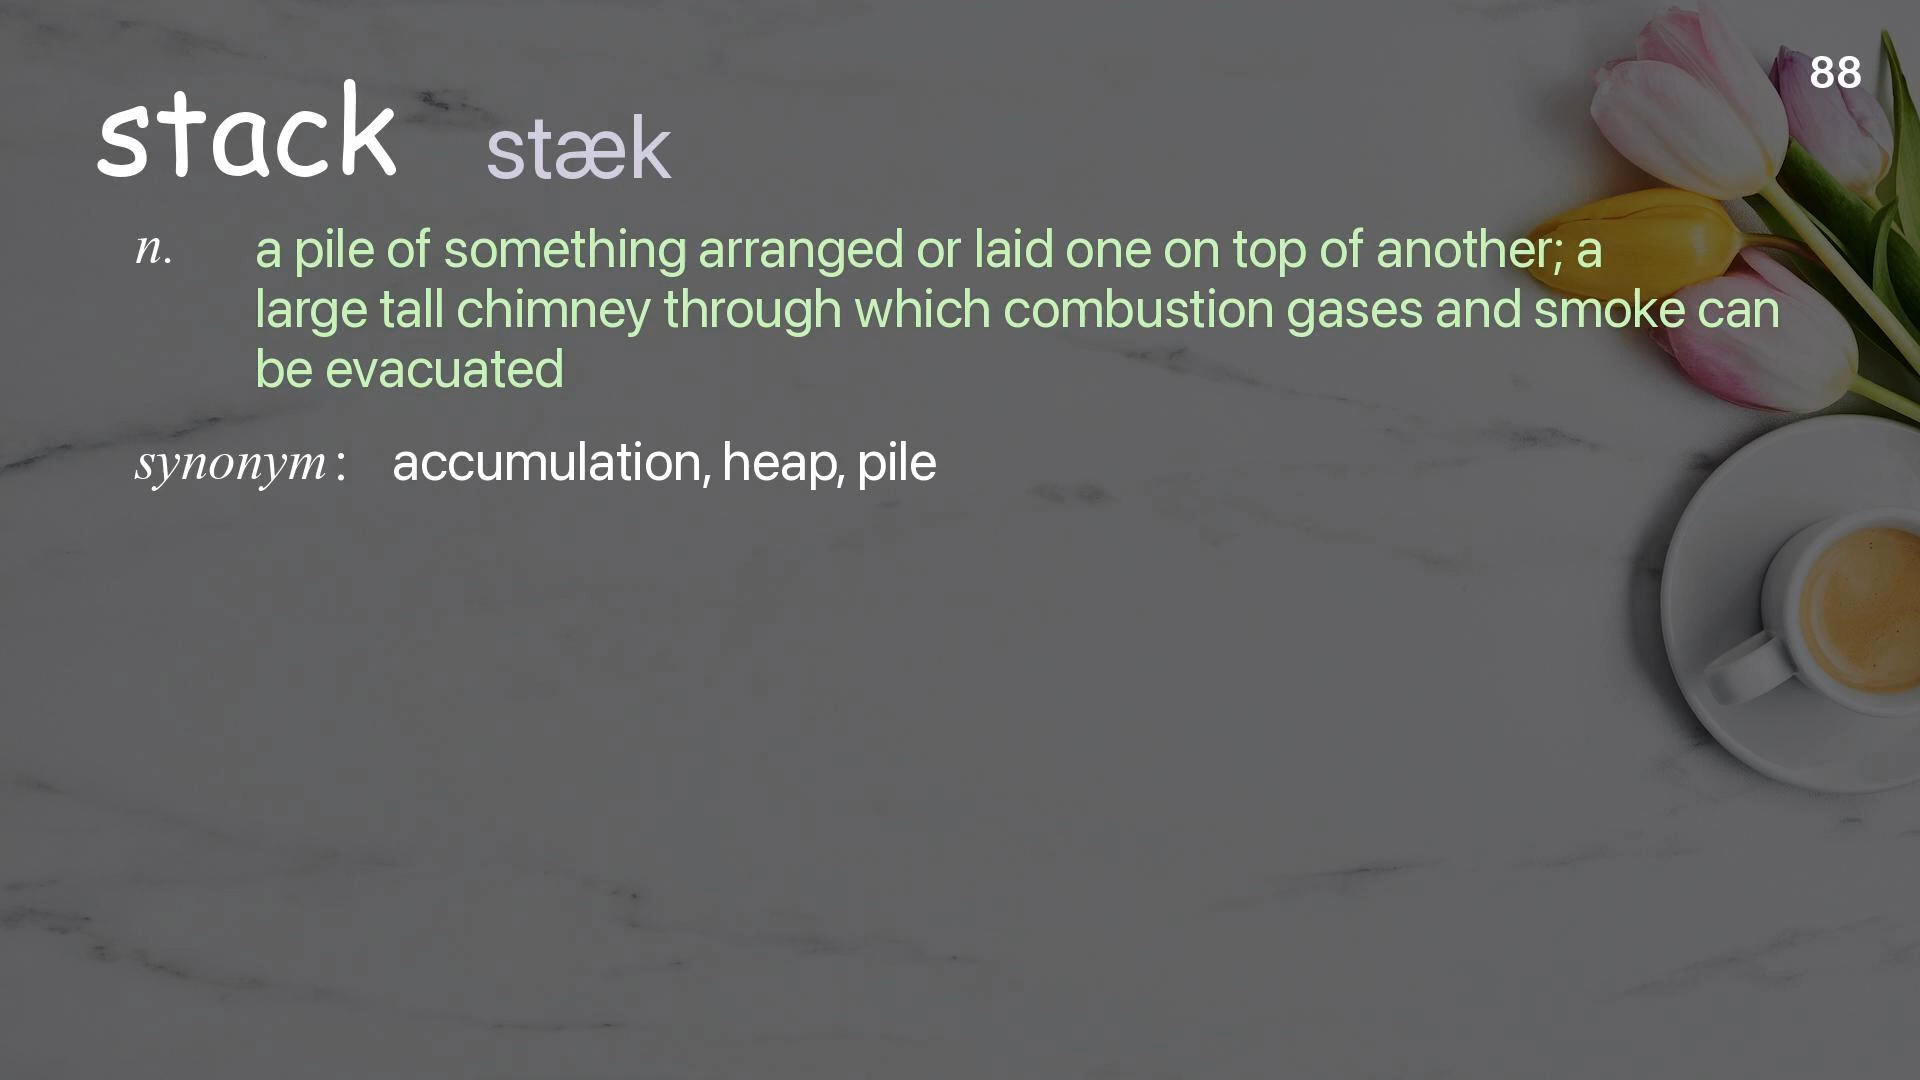 88
stack stæk
n. a pile of something arranged or laid one on top of another; a
large tall chimney through which combustion gases and smoke can
be evacuated
synonym: accumulation, heap, pile